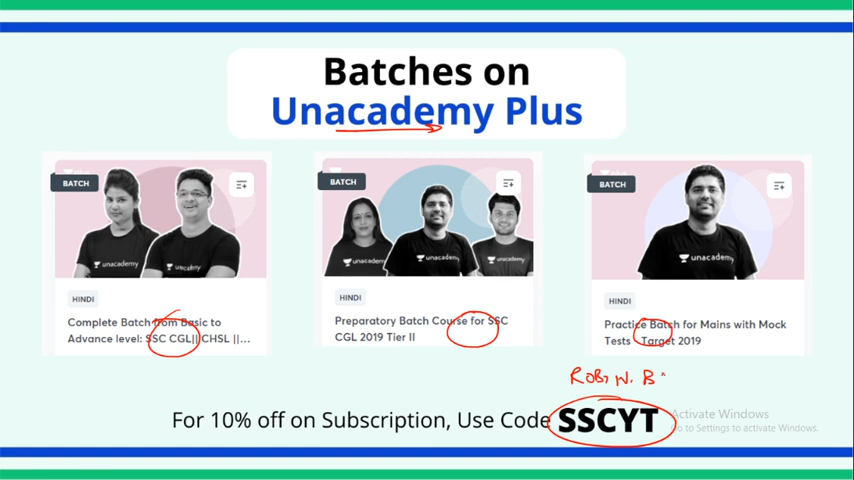 Batches on
Unacademy Plus
BATCH
unacademy
unacademy
HINDI
Complete Batch from Basic to
Advance level: SSC CGL|| CHSL ||...
BATCH
unacademy
unacademy
unacademy
HINDI
Preparatory Batch Course for SSC
CGL 2019 Tier II
BATCH
unacademy
HINDI
Practice Batch for Mains with Mock
Tests - Target 2019
W. B
For 10% off on Subscription, Use Code SSCYT
Activate Windows
Go to Settings to activate Windows.